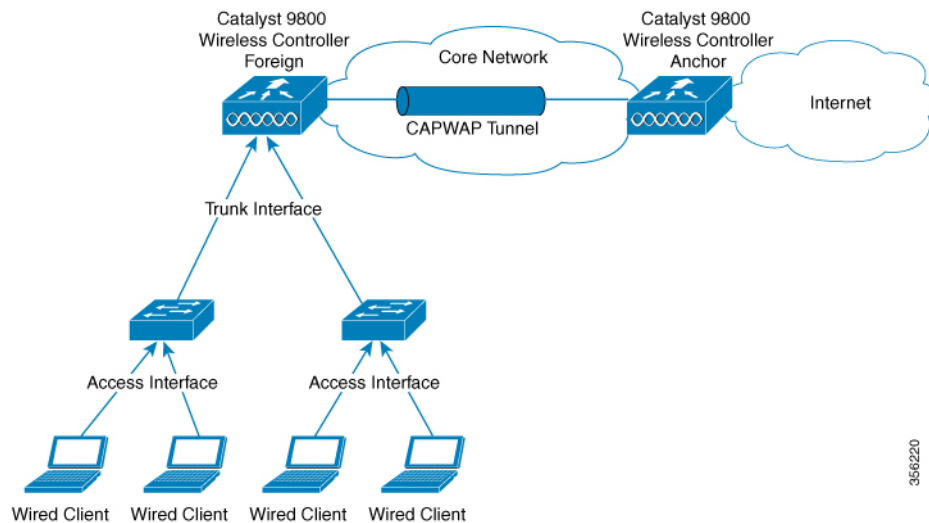 Catalyst 9800
Wireless Controller
Foreign
Catalyst 9800
Wireless Controller
Anchor
Core Network
Internet
CAPWAP Tunnel
Trunk Interface
Access Interface
Access Interface
Wired Client
Wired Client
Wired Client
Wired Client
356220